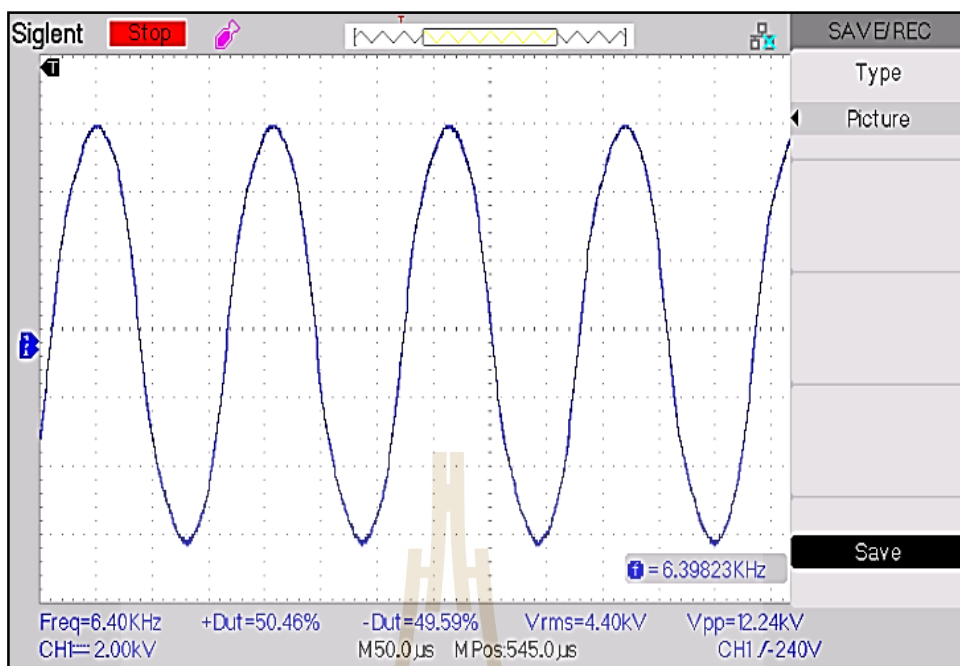 Siglent Stop T SAVE/REC
T
Type
Picture
Save
f =6.39823KHz
Freq=6.40KHz +Dut=50.46% -Dut=49.59% Vrms=4.40kV Vpp=12.24kV
CH1 2.00kV M50.0µs M Pos:545.0µs CH1 /-240V